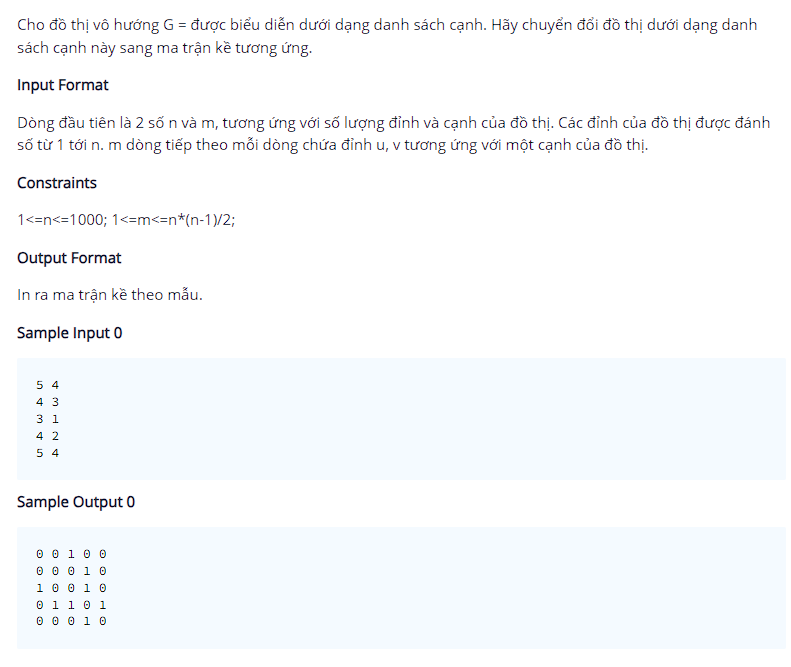 Cho đồ thị vô hướng G = được biểu diễn dưới dạng danh sách cạnh. Hãy chuyển đổi đồ thị dưới dạng danh
sách cạnh này sang ma trận kề tương ứng.
Input Format
Dòng đầu tiên là 2 số n và m, tương ứng với số lượng đỉnh và cạnh của đồ thị. Các đỉnh của đồ thị được đánh
số từ 1 tới n. m dòng tiếp theo mỗi dòng chứa đỉnh u, v tương ứng với một cạnh của đồ thị.
Constraints
1<=n<=1000; 1<=m<=n*(n-1)/2;
Output Format
In ra ma trận kề theo mẫu.
Sample Input 0
5 4
4 3
3 1
4 2
5 4
Sample Output 0
0 0 1 0 0
0 0 0 1 0
1 0 0 1 0
0 1 1 0 1
0 0 0 1 0